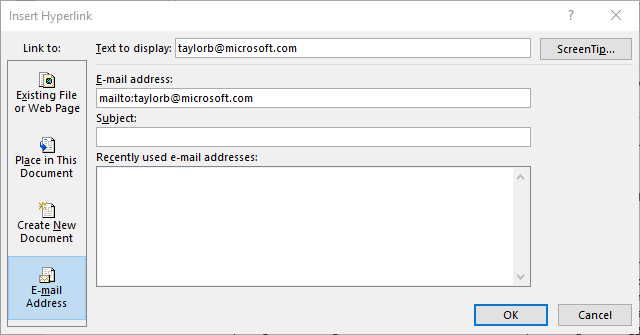 Insert Hyperlink
Link to:
Text to display: taylorb@microsoft.com
ScreenTip...
Existing File
or Web Page
E-mail address:
mailto:taylorb@microsoft.com
Subject:
Place in This
Document
Recently used e-mail addresses:
Create New
Document
E-mail
Address
OK
Cancel